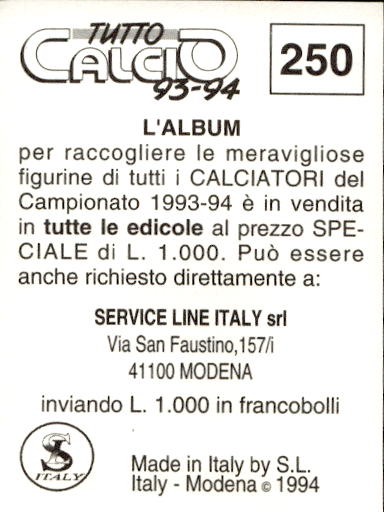 TUTTO
CALCIO
93-94
250
L'ALBUM
per raccogliere le meravigliose
figurine di tutti i CALCIATORI del
Campionato 1993-94 è in vendita
in tutte le edicole al prezzo SPE-
CIALE di L. 1.000. Può essere
anche richiesto direttamente a:
SERVICE LINE ITALY srl
Via San Faustino,157/i
41100 MODENA
inviando L. 1.000 in francobolli
SL
ITALY
Made in Italy by S.L.
Italy - Modena © 1994